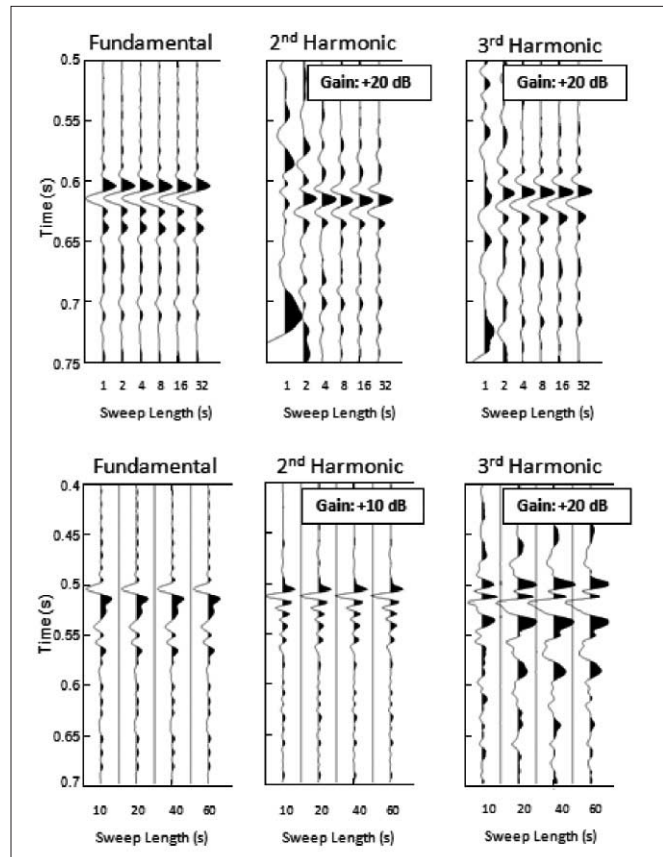 Fundamental
2nd Harmonic
3rd Harmonic
Gain: +20 dB
Gain: +20 dB
0.5
0.55
0.6
0.65
0.7
0.75
Time (s)
1 2 4 8 16 32
1 2 4 8 16 32
1 2 4 8 16 32
Sweep Length (s)
Sweep Length (s)
Sweep Length (s)
Fundamental
2nd Harmonic
3rd Harmonic
Gain: +10 dB
Gain: +20 dB
0.4
0.45
0.5
0.55
0.6
0.65
0.7
Time (s)
10 20 40 60
10 20 40 60
10 20 40 60
Sweep Length (s)
Sweep Length (s)
Sweep Length (s)